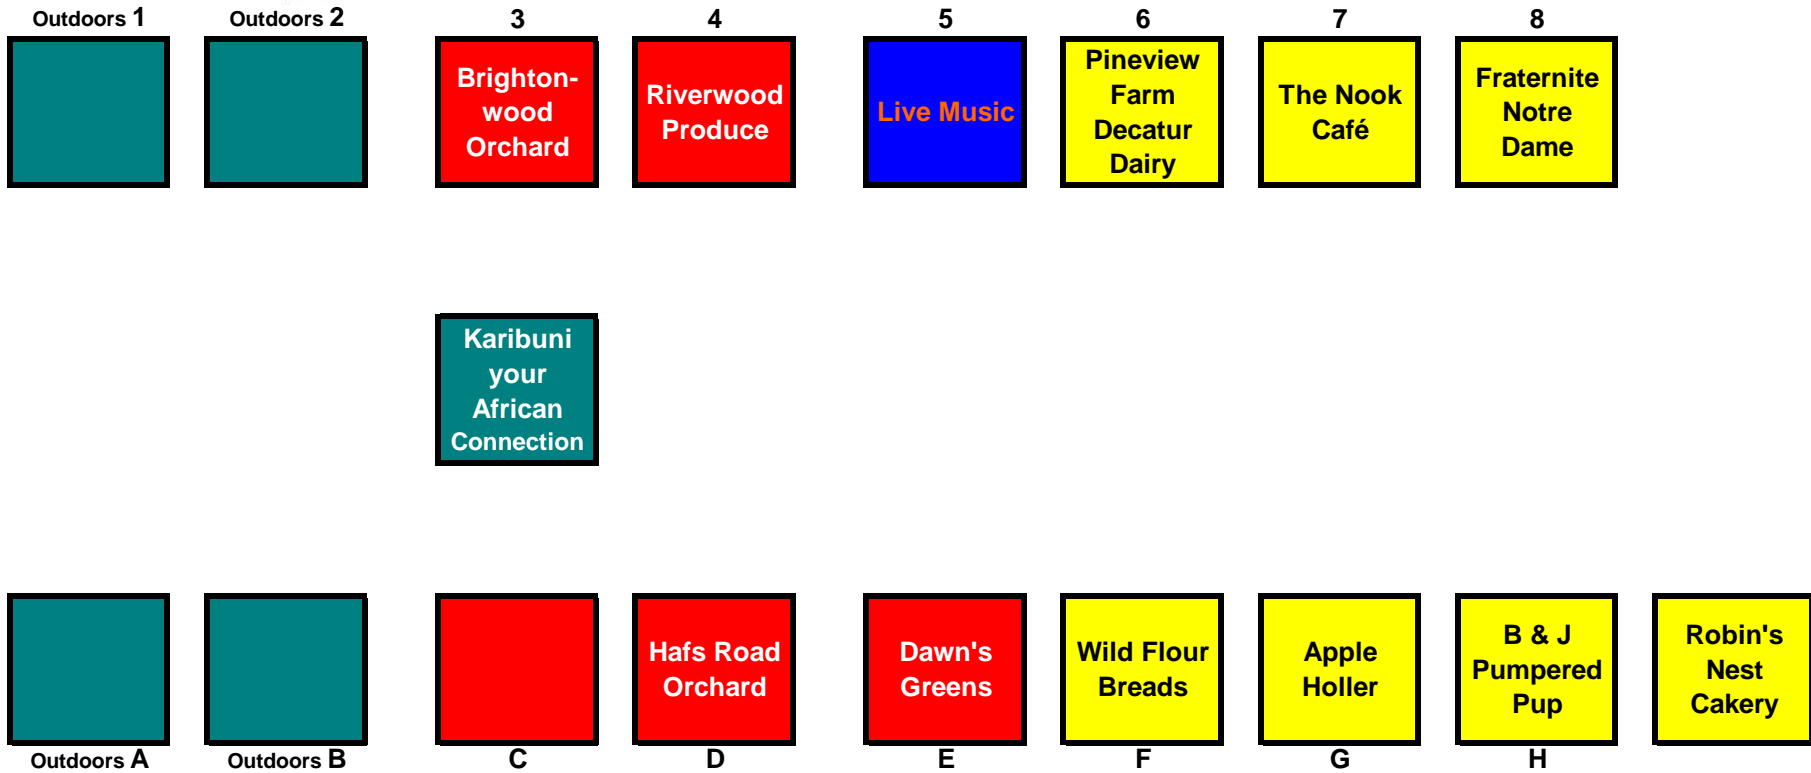 Outdoors 1
Outdoors 2
3
4
5
6
7
8
Brighton-
wood
Orchard
Riverwood
Produce
Live Music
Pineview
Farm
Decatur
Dairy
The Nook
Café
Fraternite
Notre
Dame
Karibuni
your
African
Connection
Hafs Road
Orchard
Dawn's
Greens
Wild Flour
Breads
Apple
Holler
B & J
Pumpered
Pup
Robin's
Nest
Cakery
Outdoors A
Outdoors B
C
D
E
F
G
H